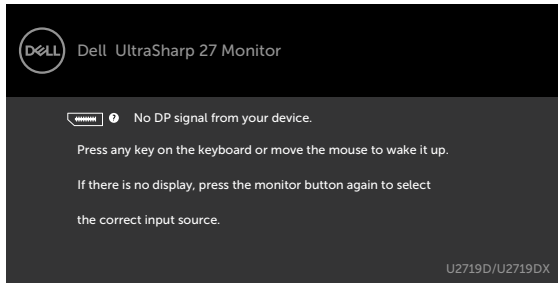 DELL
Dell UltraSharp 27 Monitor
? No DP signal from your device.
Press any key on the keyboard or move the mouse to wake it up.
If there is no display, press the monitor button again to select
the correct input source.
U2719D/U2719DX